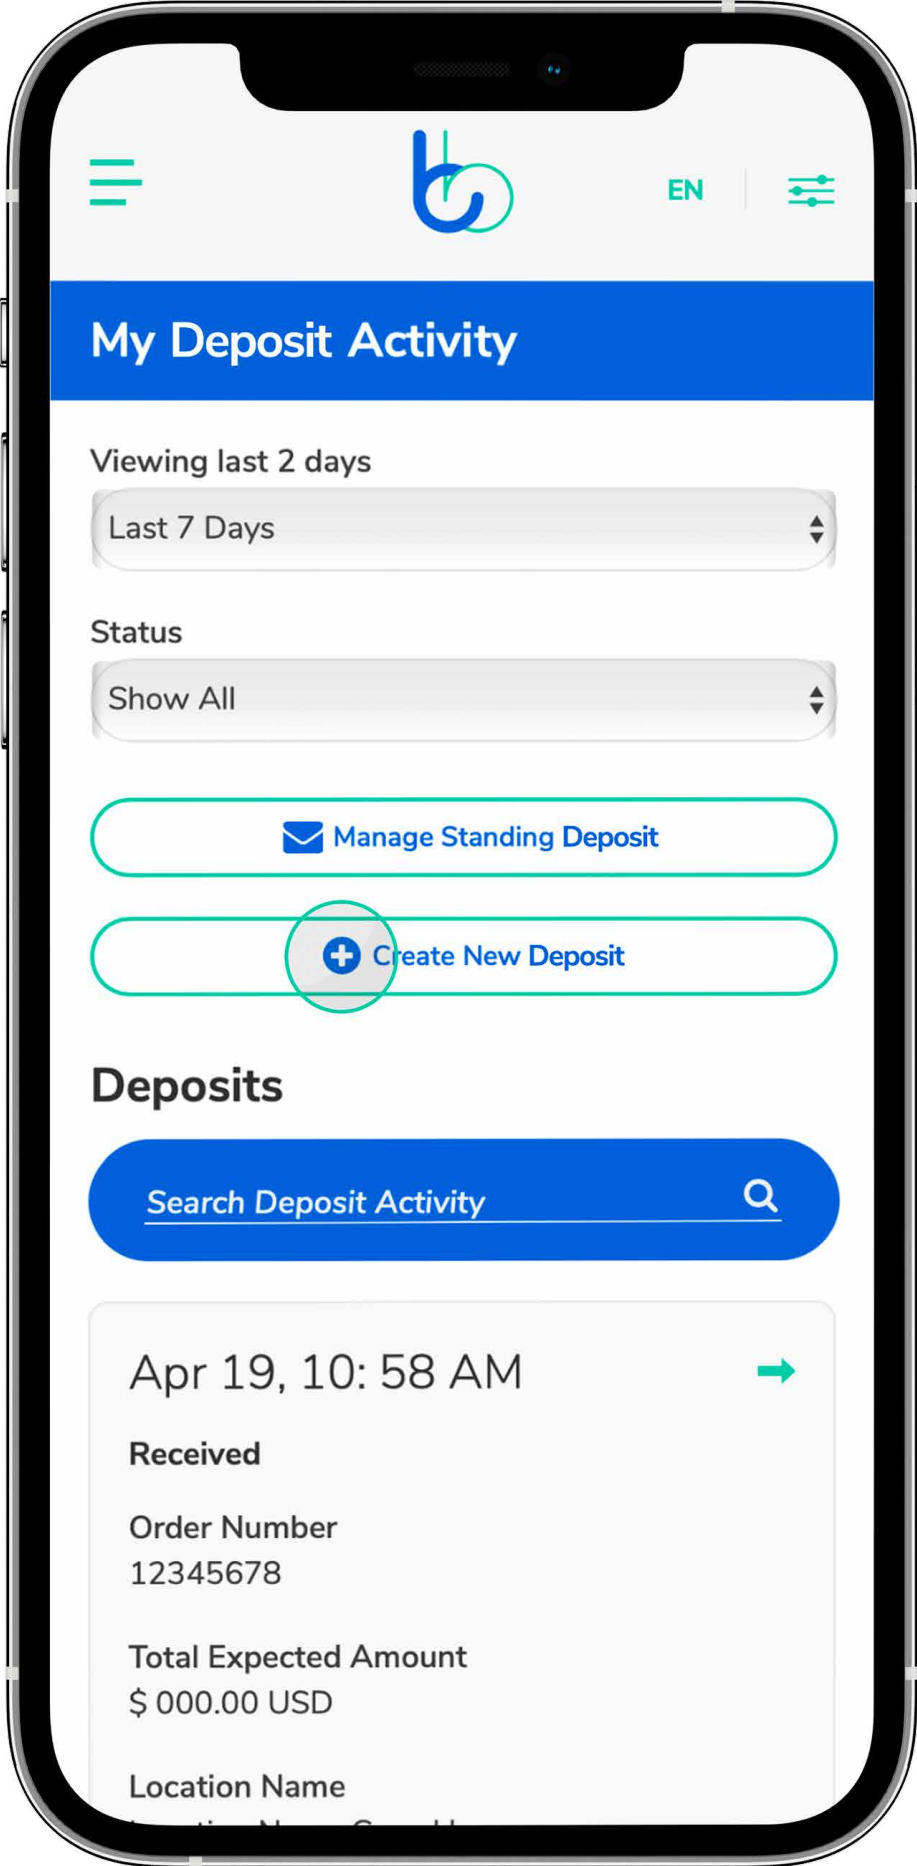 EN
My Deposit Activity
Viewing last 2 days
Last 7 Days
Status
Show All
Manage Standing Deposit
Create New Deposit
Deposits
Search Deposit Activity
Apr 19, 10: 58 AM
Received
Order Number
12345678
Total Expected Amount
$ 000.00 USD
Location Name